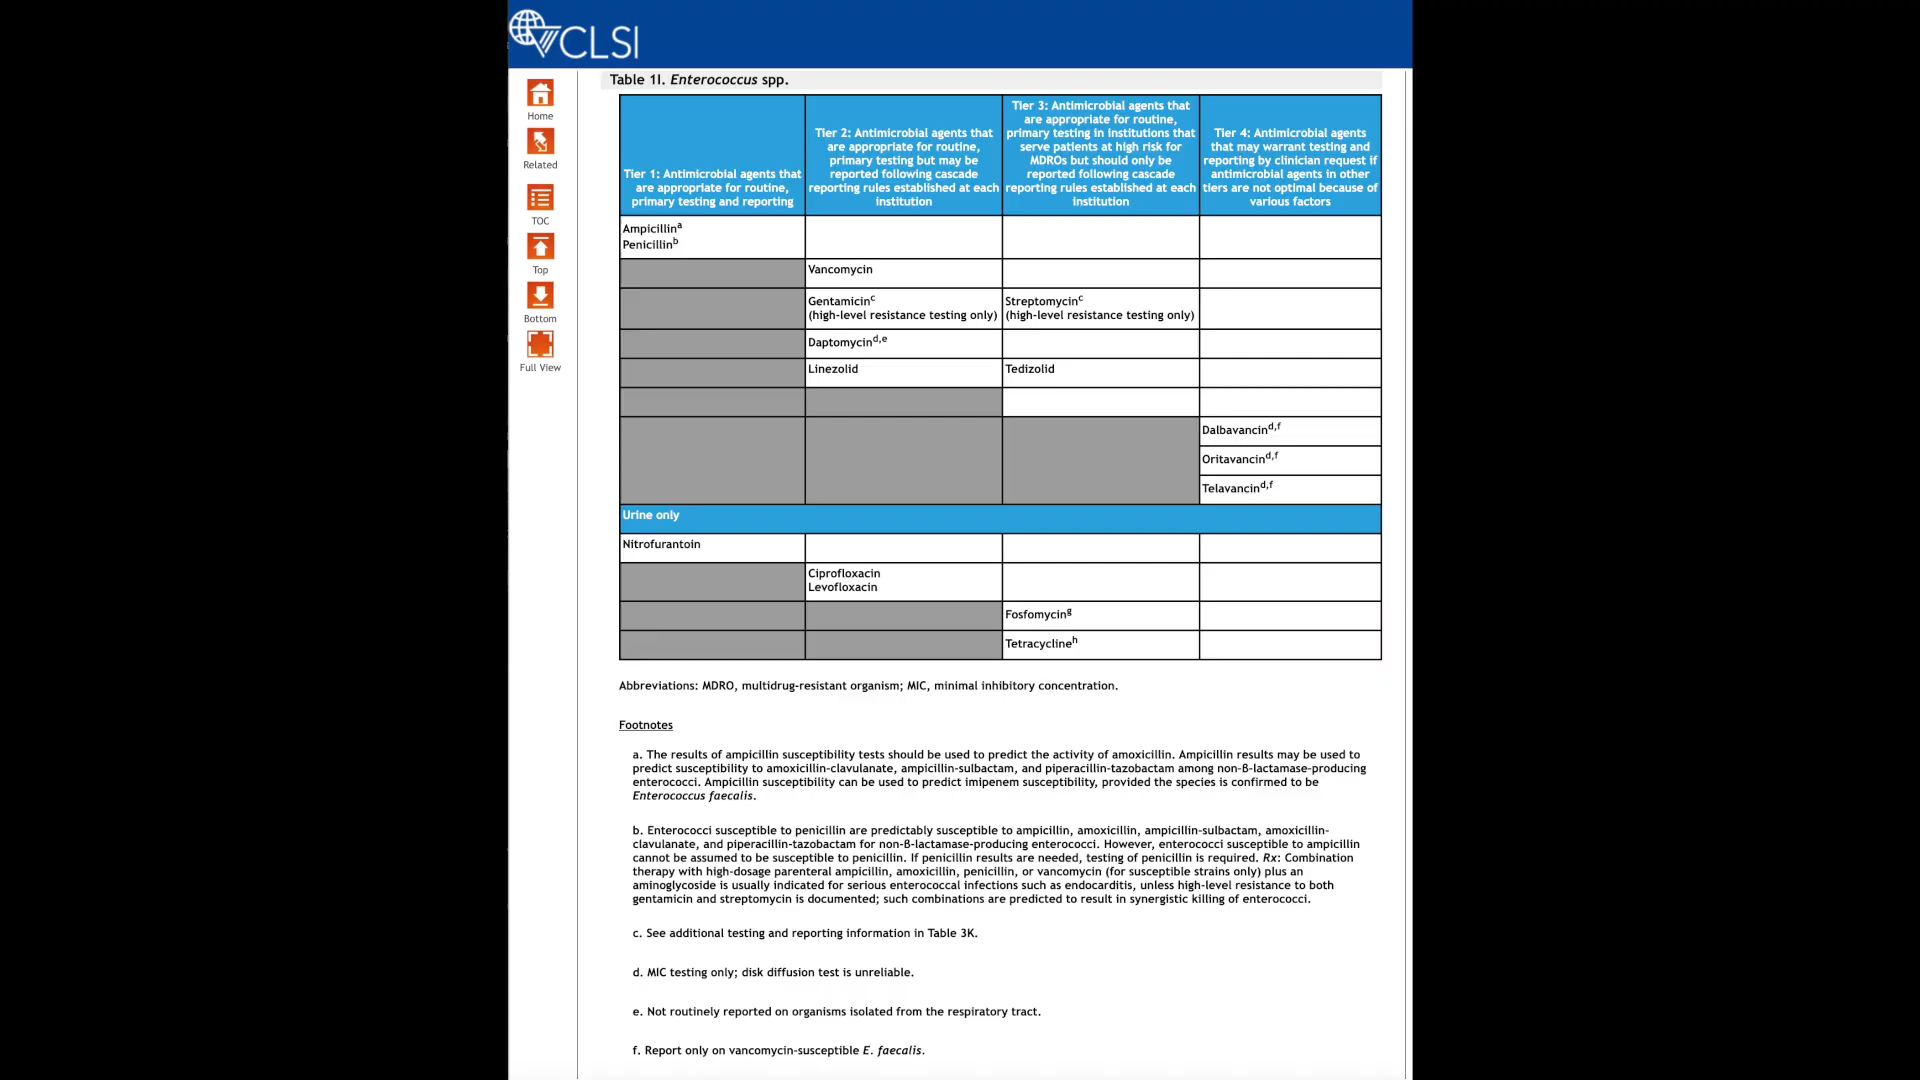 CLSI
Home
Related
TOC
Top
Bottom
Full View
Table 1I. Enterococcus spp.
Tier 1: Antimicrobial agents that
are appropriate for routine,
primary testing and reporting
Tier 2: Antimicrobial agents that
are appropriate for routine,
primary testing but may be
reported following cascade
reporting rules established at each
institution
Tier 3: Antimicrobial agents that
are appropriate for routine,
primary testing in institutions that
serve patients at high risk for
MDROs but should only be
reported following cascade
reporting rules established at each
institution
Tier 4: Antimicrobial agents
that may warrant testing and
reporting by clinician request if
antimicrobial agents in other
tiers are not optimal because of
various factors
Ampicillinᵃ
Penicillinᵇ
Vancomycin
Gentamicinᶜ
(high-level resistance testing only)
Streptomycinᶜ
(high-level resistance testing only)
Daptomycinᵈ,ᵉ
Linezolid
Tedizolid
Dalbavancinᵈ,ᶠ
Oritavancinᵈ,ᶠ
Telavancinᵈ,ᶠ
Urine only
Nitrofurantoin
Ciprofloxacin
Levofloxacin
Fosfomycinᵍ
Tetracyclineʰ
Abbreviations: MDRO, multidrug-resistant organism; MIC, minimal inhibitory concentration.
Footnotes
a. The results of ampicillin susceptibility tests should be used to predict the activity of amoxicillin. Ampicillin results may be used to
predict susceptibility to amoxicillin-clavulanate, ampicillin-sulbactam, and piperacillin-tazobactam among non-β-lactamase-producing
enterococci. Ampicillin susceptibility can be used to predict imipenem susceptibility, provided the species is confirmed to be
Enterococcus faecalis.
b. Enterococci susceptible to penicillin are predictably susceptible to ampicillin, amoxicillin, ampicillin-sulbactam, amoxicillin-
clavulanate, and piperacillin-tazobactam for non-β-lactamase-producing enterococci. However, enterococci susceptible to ampicillin
cannot be assumed to be susceptible to penicillin. If penicillin results are needed, testing of penicillin is required. Rx: Combination
therapy with high-dosage parenteral ampicillin, amoxicillin, penicillin, or vancomycin (for susceptible strains only) plus an
aminoglycoside is usually indicated for serious enterococcal infections such as endocarditis, unless high-level resistance to both
gentamicin and streptomycin is documented; such combinations are predicted to result in synergistic killing of enterococci.
c. See additional testing and reporting information in Table 3K.
d. MIC testing only; disk diffusion test is unreliable.
e. Not routinely reported on organisms isolated from the respiratory tract.
f. Report only on vancomycin-susceptible E. faecalis.